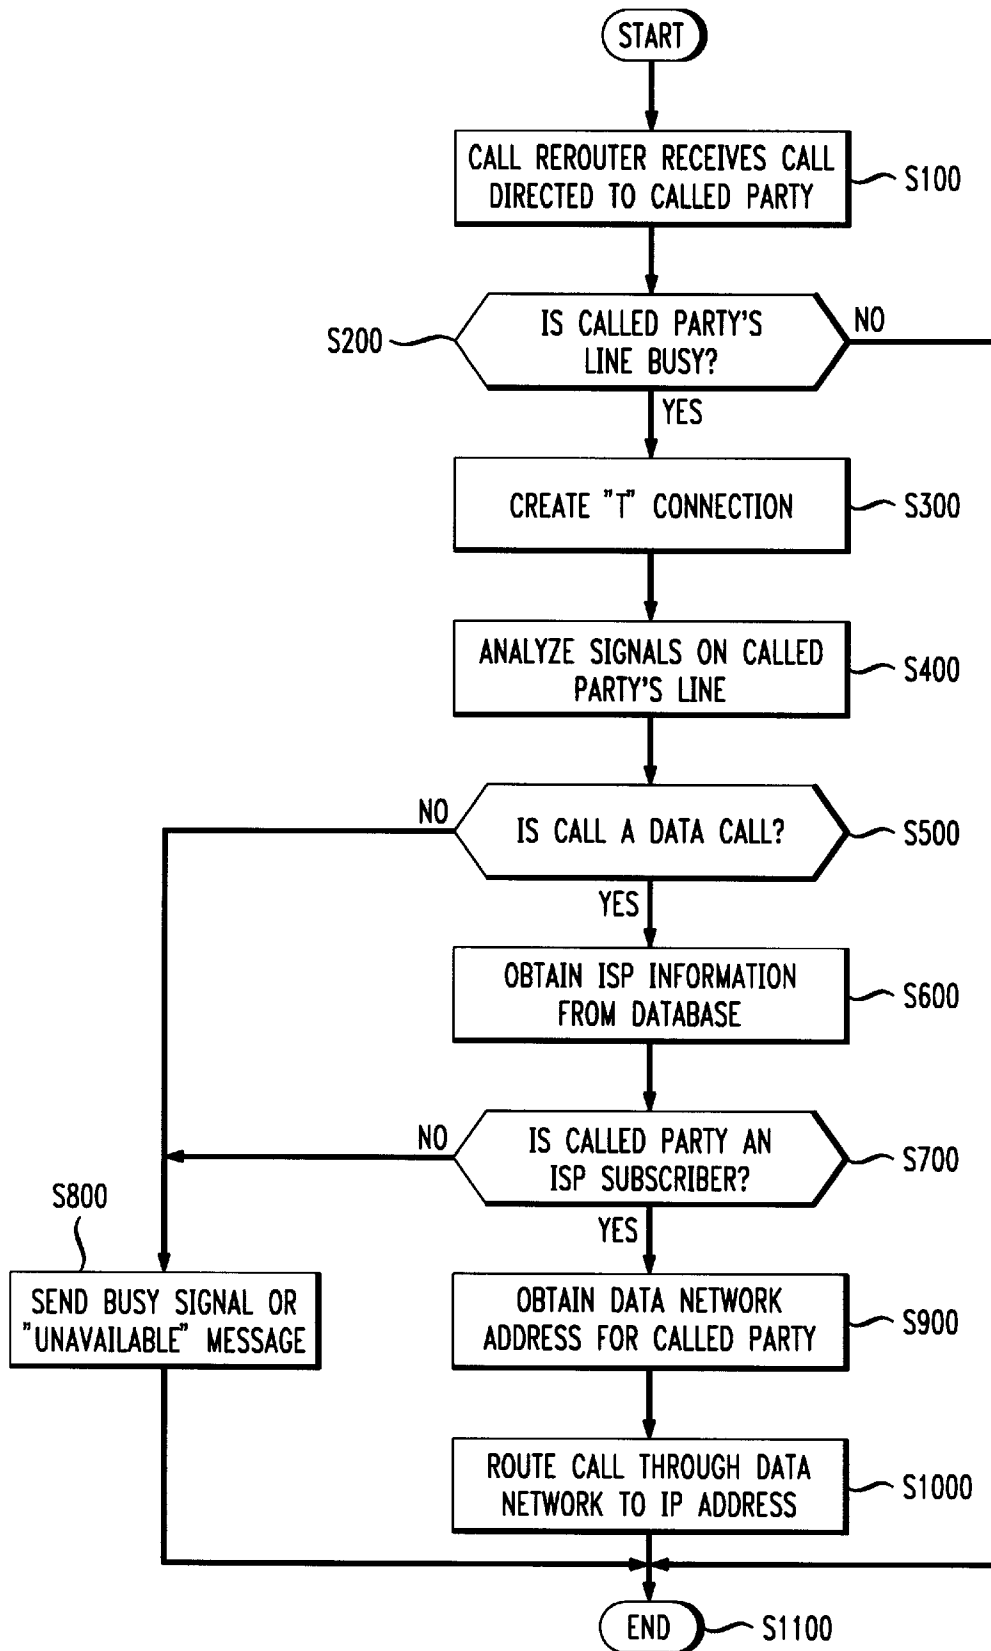 START
CALL REROUTER RECEIVES CALL
DIRECTED TO CALLED PARTY
S100
IS CALLED PARTY'S
LINE BUSY?
S200
NO
YES
CREATE "T" CONNECTION
S300
ANALYZE SIGNALS ON CALLED
PARTY'S LINE
S400
NO
IS CALL A DATA CALL?
S500
YES
OBTAIN ISP INFORMATION
FROM DATABASE
S600
NO
IS CALLED PARTY AN
ISP SUBSCRIBER?
S700
YES
S800
SEND BUSY SIGNAL OR
"UNAVAILABLE" MESSAGE
OBTAIN DATA NETWORK
ADDRESS FOR CALLED PARTY
S900
ROUTE CALL THROUGH DATA
NETWORK TO IP ADDRESS
S1000
END
S1100